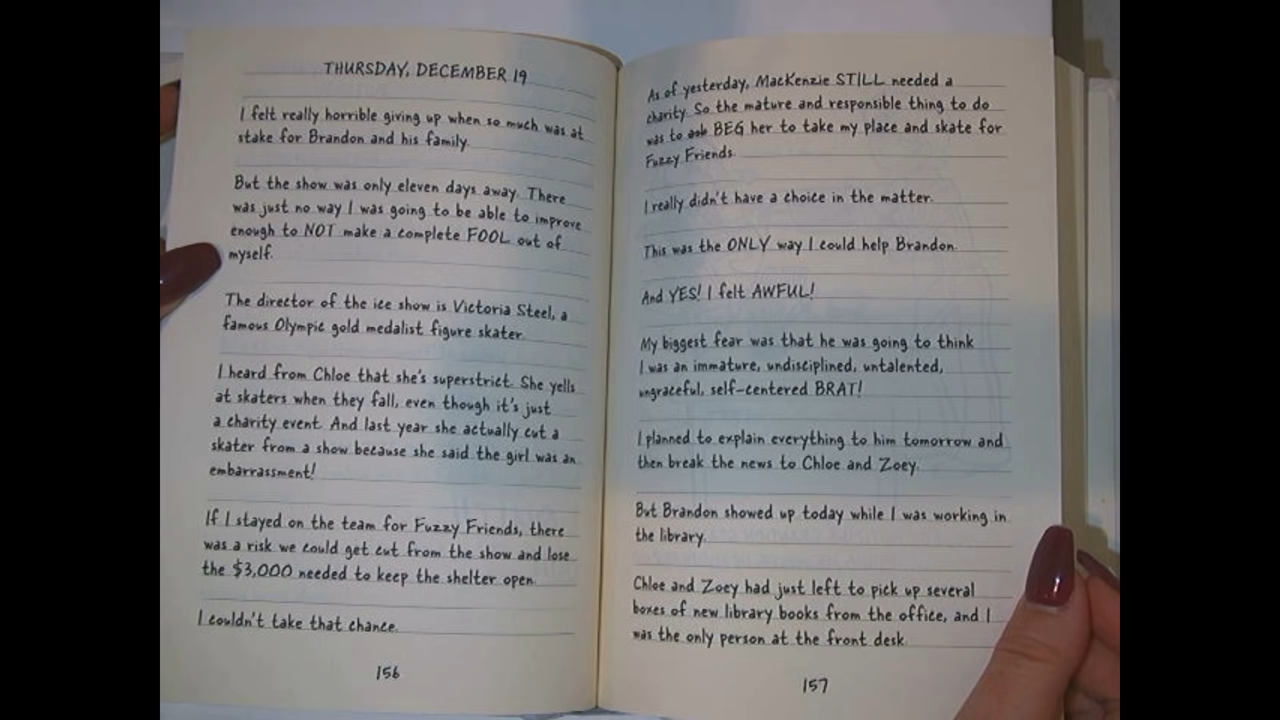 THURSDAY, DECEMBER 19
I felt really horrible giving up when so much was at
stake for Brandon and his family.
But the show was only eleven days away. There
was just no way I was going to be able to improve
enough to NOT make a complete FOOL out of
myself.
The director of the ice show is Victoria Steel, a
famous Olympic gold medalist figure skater.
I heard from Chloe that she's superstrict. She yells
at skaters when they fall, even though it's just
a charity event. And last year she actually cut a
skater from a show because she said the girl was an
embarrassment!
If I stayed on the team for Fuzzy Friends, there
was a risk we could get cut from the show and lose
the $3,000 needed to keep the shelter open.
I couldn't take that chance.
156
As of yesterday, MacKenzie STILL needed a
charity. So the mature and responsible thing to do
was to ask BEG her to take my place and skate for
Fuzzy Friends.
I really didn't have a choice in the matter.
This was the ONLY way I could help Brandon.
And YES! I felt AWFUL!
My biggest fear was that he was going to think
I was an immature, undisciplined, untalented,
ungraceful, self-centered BRAT!
I planned to explain everything to him tomorrow and
then break the news to Chloe and Zoey.
But Brandon showed up today while I was working in
the library.
Chloe and Zoey had just left to pick up several
boxes of new library books from the office, and I
was the only person at the front desk.
157